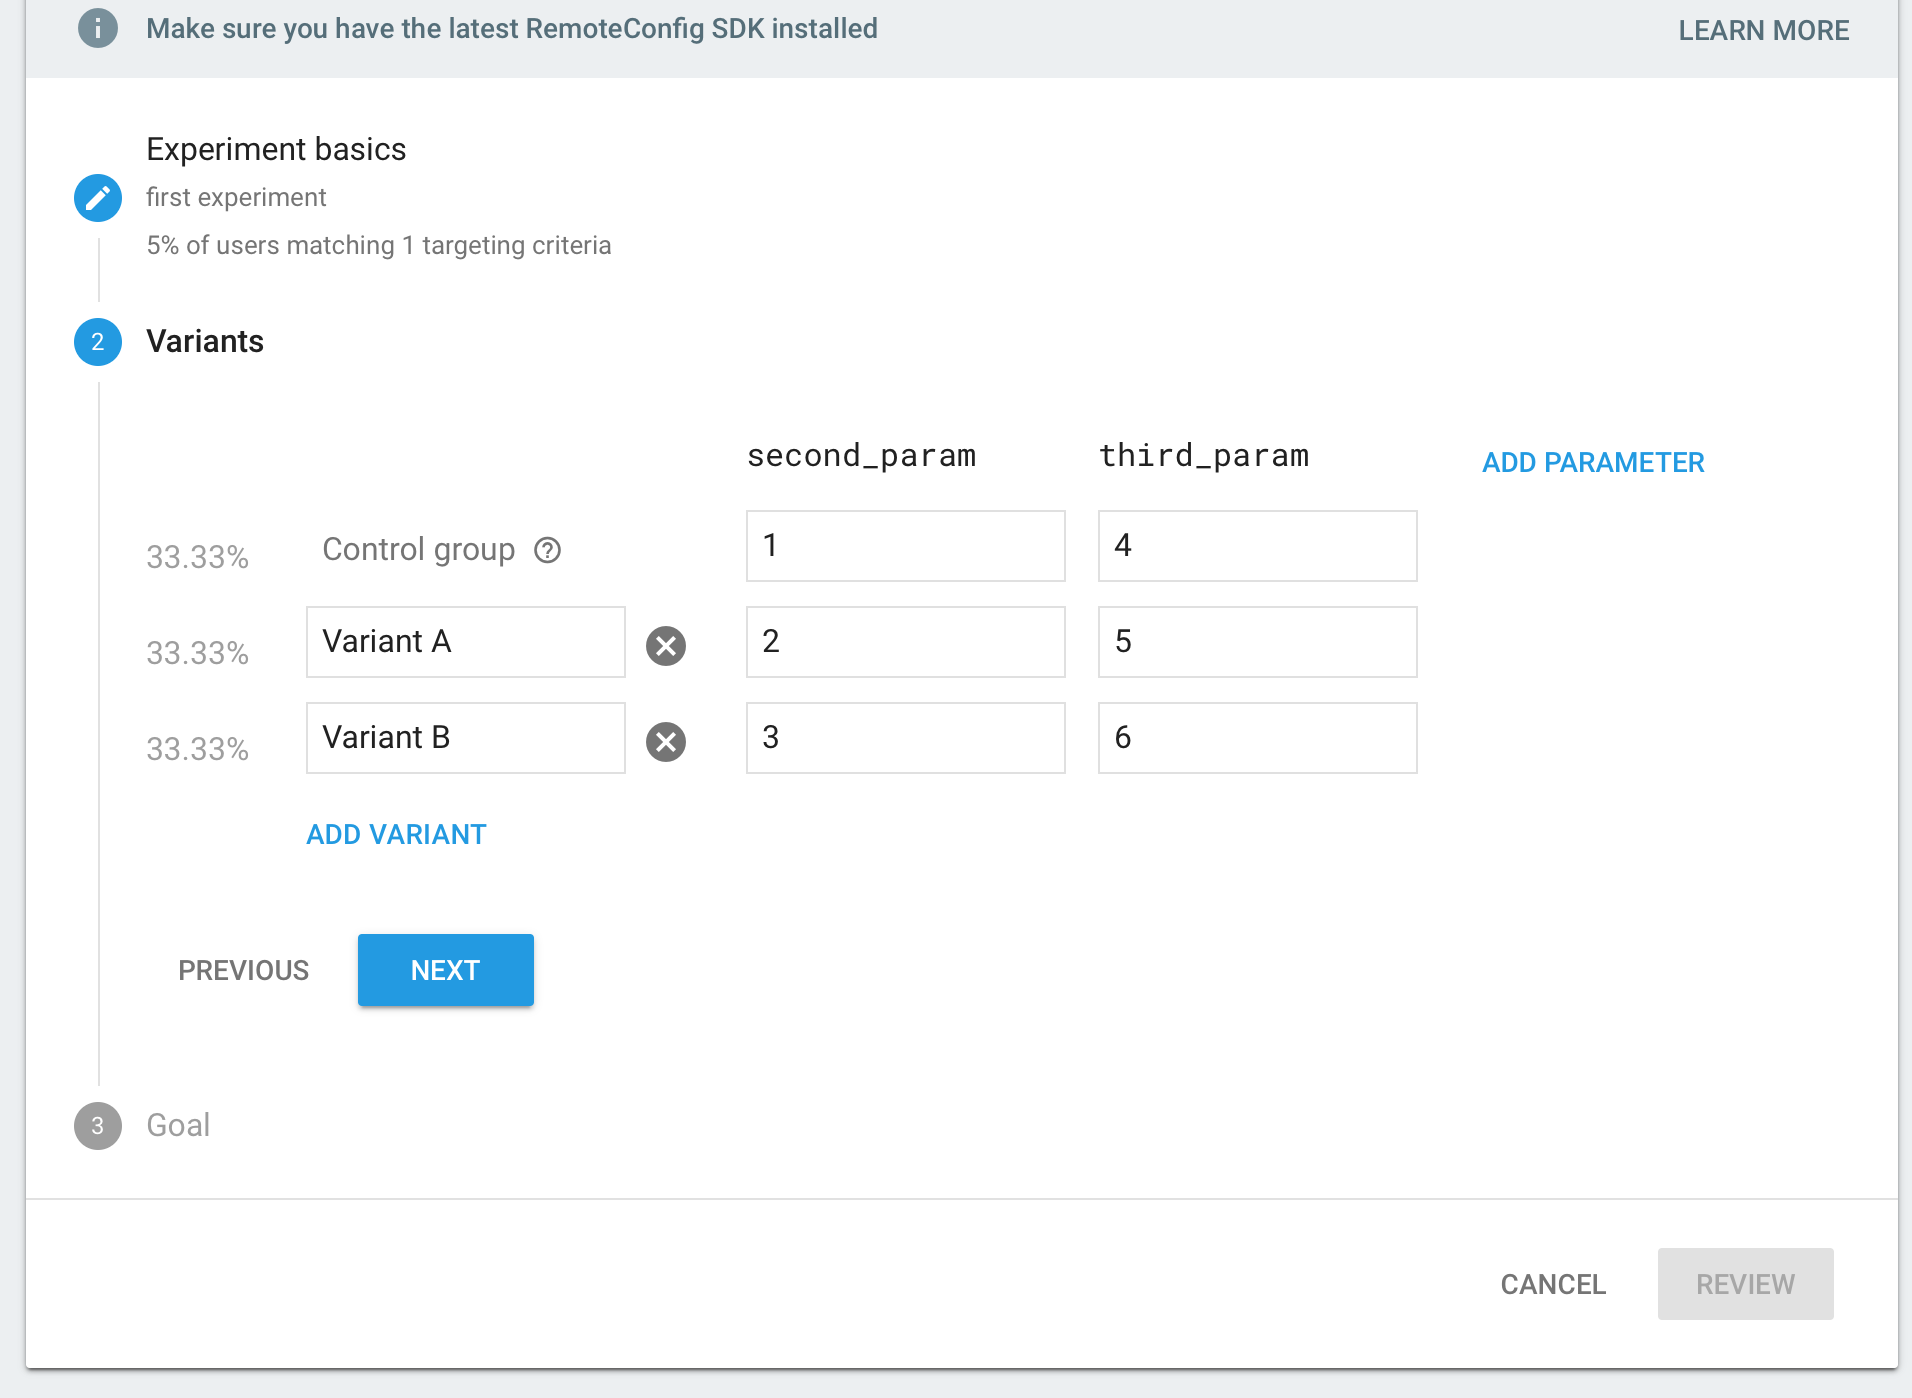 Make sure you have the latest RemoteConfig SDK installed LEARN MORE
Experiment basics
first experiment
5% of users matching 1 targeting criteria
2 Variants
second_param third_param ADD PARAMETER
33.33% Control group 1 4
33.33% Variant A 2 5
33.33% Variant B 3 6
ADD VARIANT
PREVIOUS NEXT
3 Goal
CANCEL REVIEW